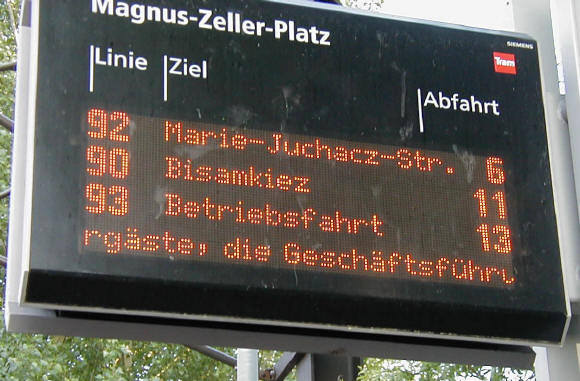 Magnus-Zeller-Platz
SIEMENS
Tram
Linie Ziel Abfahrt
92 Marie-Juchacz-Str. 6
90 Bisamkiez 11
93 Betriebsfahrt 13
rgäste, die Geschäftsführu